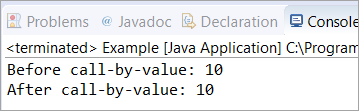 Problems @ Javadoc Declaration Console
<terminated> Example [Java Application] C:\Program
Before call-by-value: 10
After call-by-value: 10